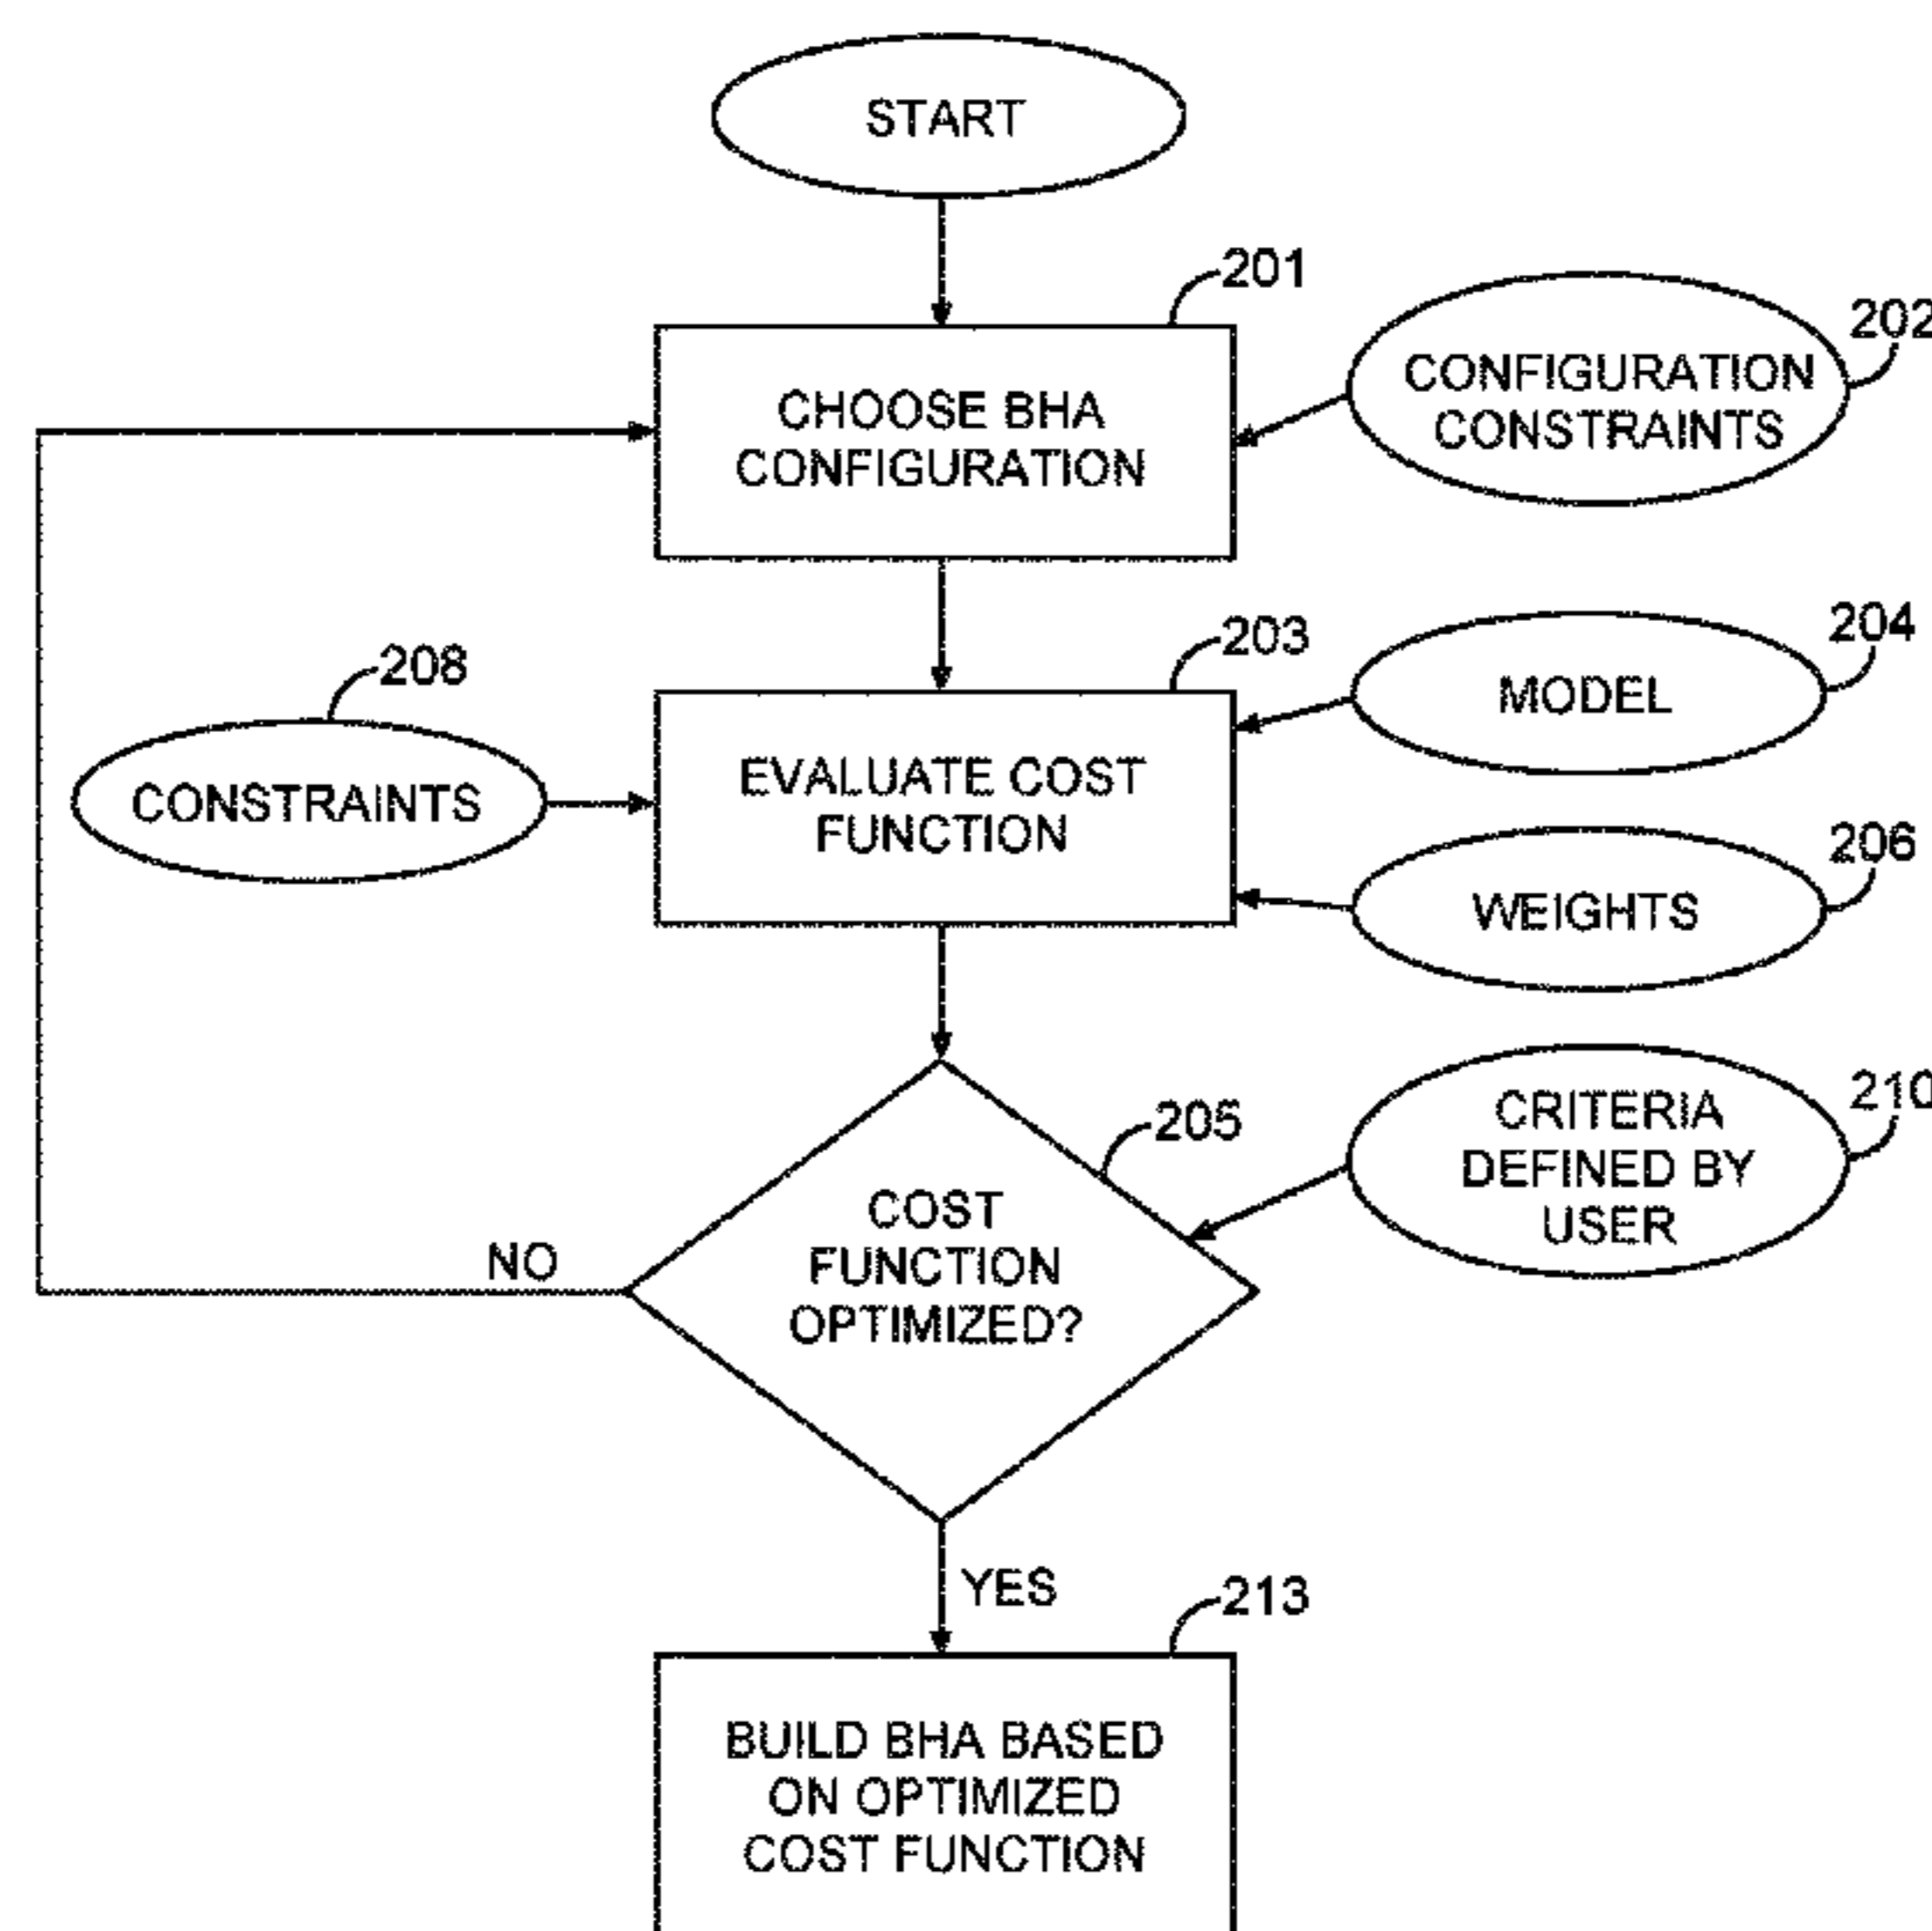 START
201
202
CHOOSE BHA
CONFIGURATION
CONFIGURATION
CONSTRAINTS
203
204
208
MODEL
EVALUATE COST
FUNCTION
CONSTRAINTS
206
WEIGHTS
205
210
CRITERIA
DEFINED BY
USER
COST
FUNCTION
OPTIMIZED?
NO
YES
213
BUILD BHA BASED
ON OPTIMIZED
COST FUNCTION